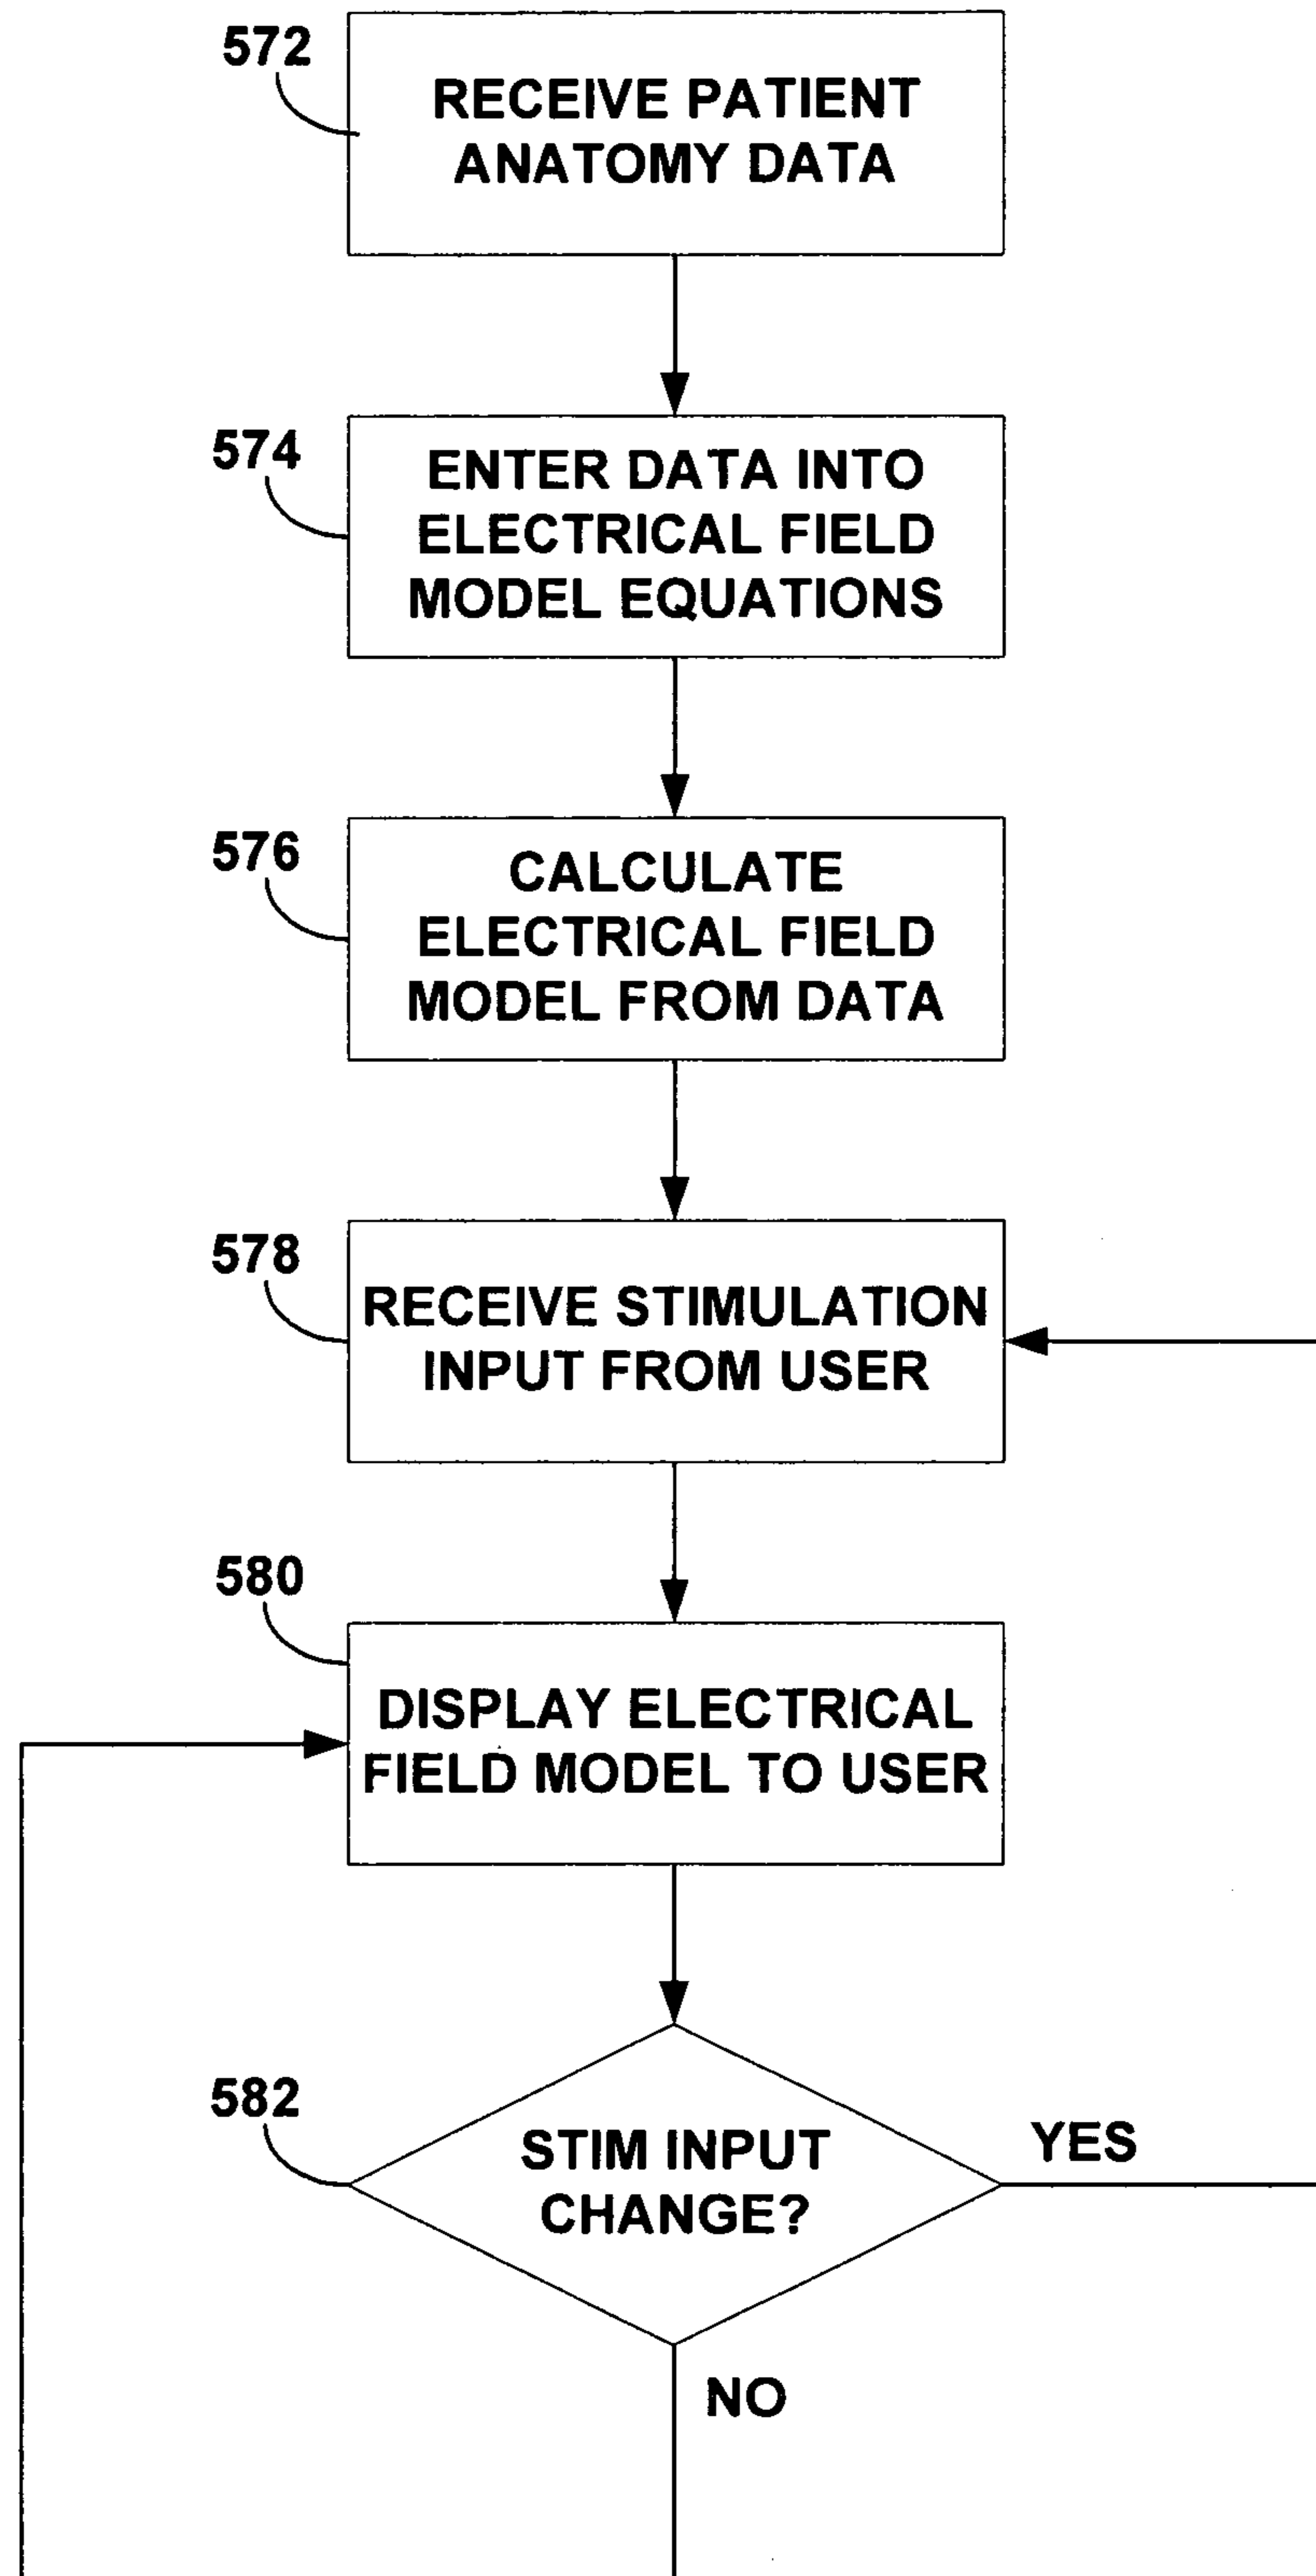 572
RECEIVE PATIENT
ANATOMY DATA
574
ENTER DATA INTO
ELECTRICAL FIELD
MODEL EQUATIONS
576
CALCULATE
ELECTRICAL FIELD
MODEL FROM DATA
578
RECEIVE STIMULATION
INPUT FROM USER
580
DISPLAY ELECTRICAL
FIELD MODEL TO USER
582
STIM INPUT
CHANGE?
YES
NO